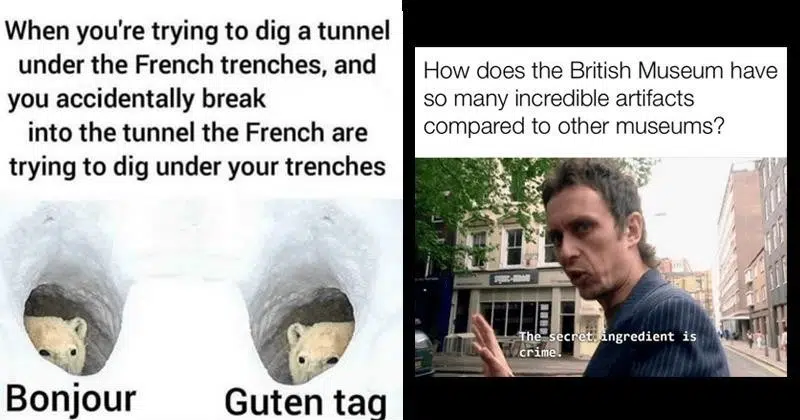 When you're trying to dig a tunnel
under the French trenches, and
you accidentally break
into the tunnel the French are
trying to dig under your trenches
Bonjour
Guten tag
How does the British Museum have
so many incredible artifacts
compared to other museums?
The secret ingredient is
crime.